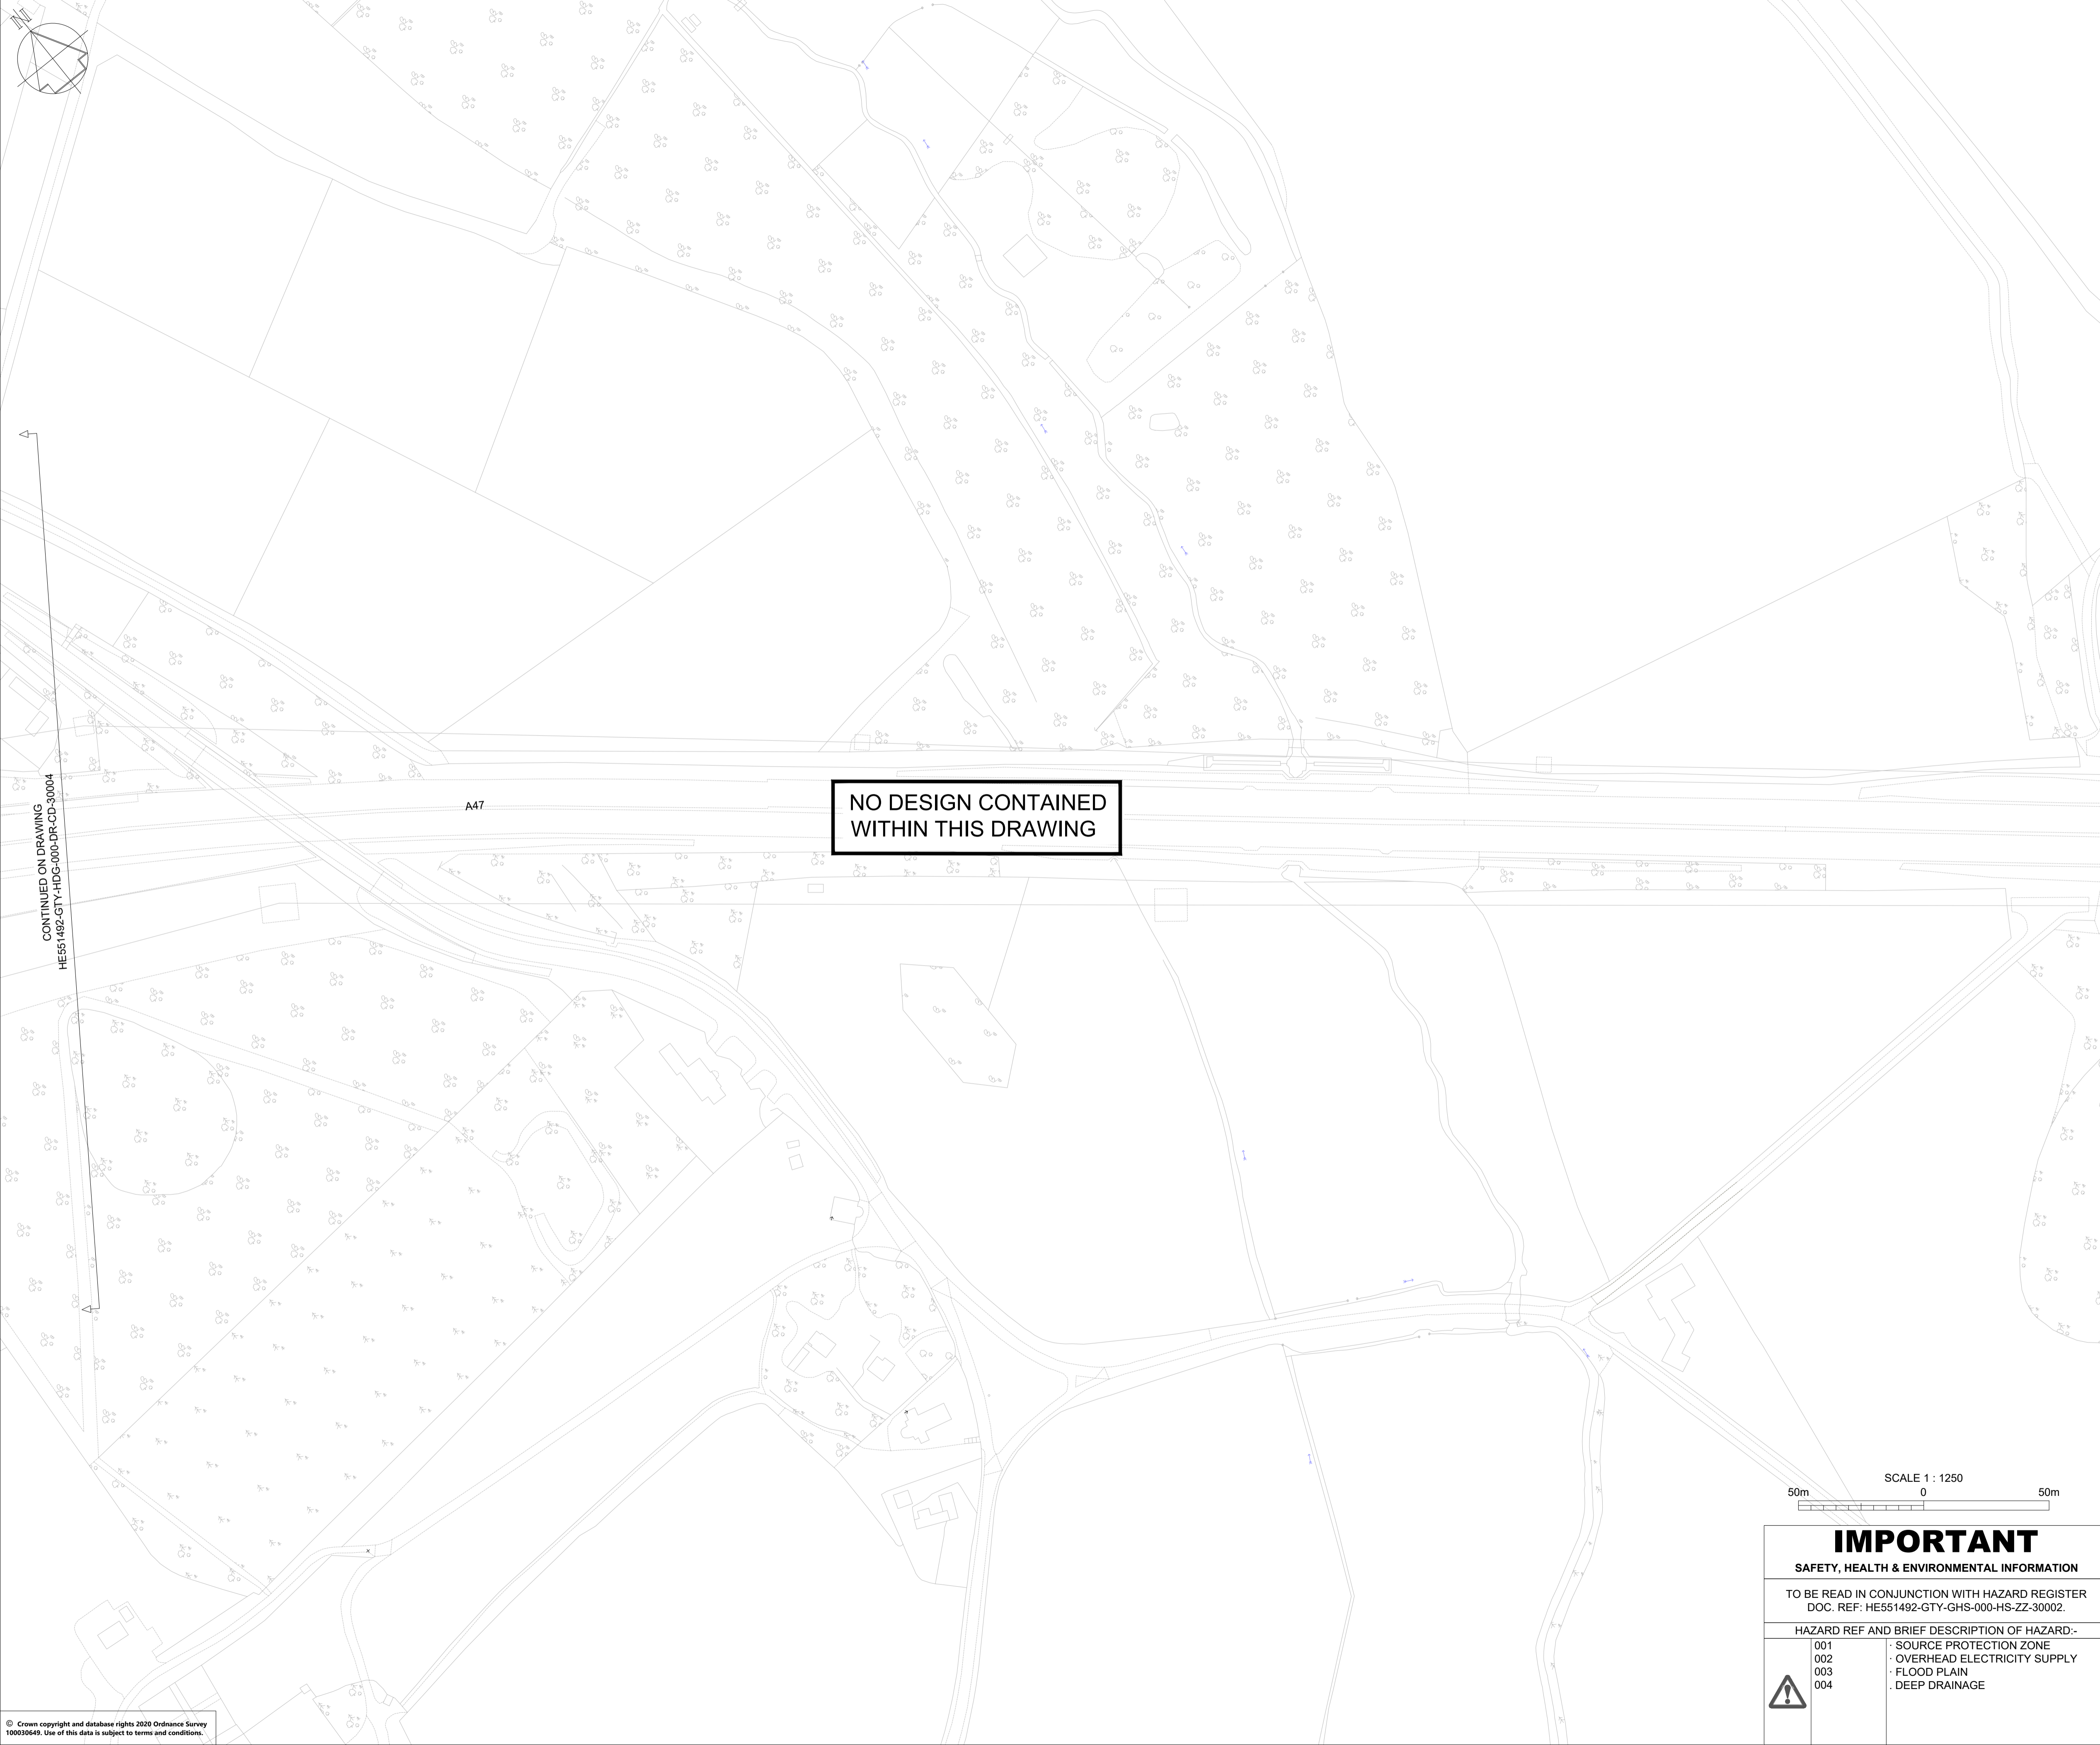 N
CONTINUED ON DRAWING
HE551492-GTY-HDG-000-DR-CD-30004
A47
NO DESIGN CONTAINED
WITHIN THIS DRAWING
SCALE 1 : 1250
50m 0 50m
IMPORTANT
SAFETY, HEALTH & ENVIRONMENTAL INFORMATION
TO BE READ IN CONJUNCTION WITH HAZARD REGISTER
DOC. REF: HE551492-GTY-GHS-000-HS-ZZ-30002.
HAZARD REF AND BRIEF DESCRIPTION OF HAZARD:-
001 · SOURCE PROTECTION ZONE
002 · OVERHEAD ELECTRICITY SUPPLY
003 · FLOOD PLAIN
004 . DEEP DRAINAGE
© Crown copyright and database rights 2020 Ordnance Survey
100030649. Use of this data is subject to terms and conditions.